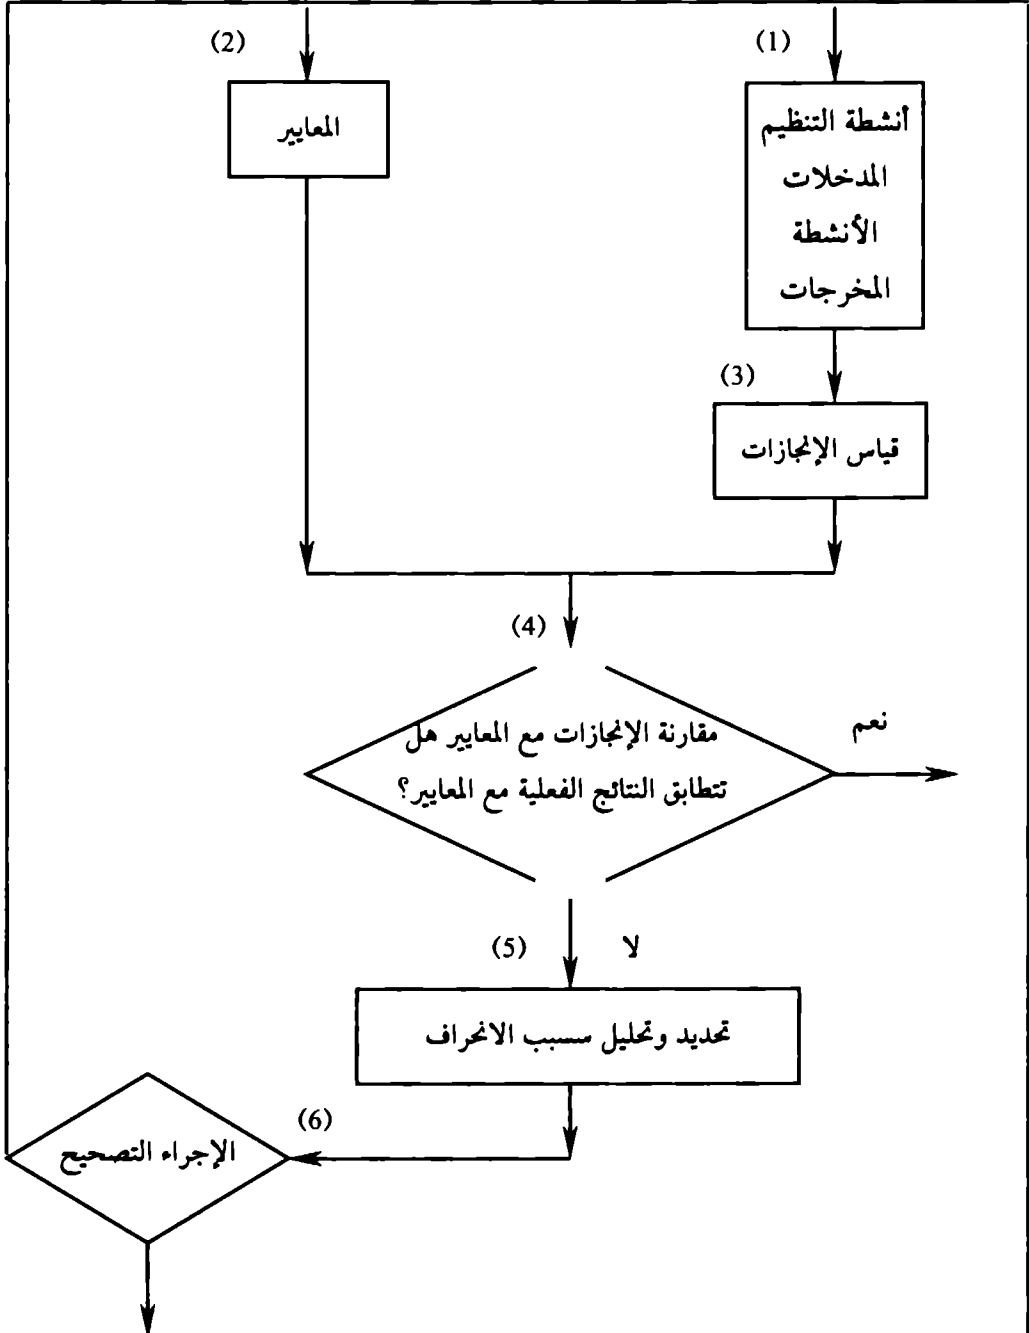 (1)
أنشطة التنظيم
المدخلات
الأنشطة
المخرجات
(2)
المعايير
(3)
قياس الإنجازات
(4)
مقارنة الإنجازات مع المعايير هل
تتطابق النتائج الفعلية مع المعايير؟
نعم
(5)
لا
تحديد وتحليل مسبب الانحراف
(6)
الإجراء التصحيح